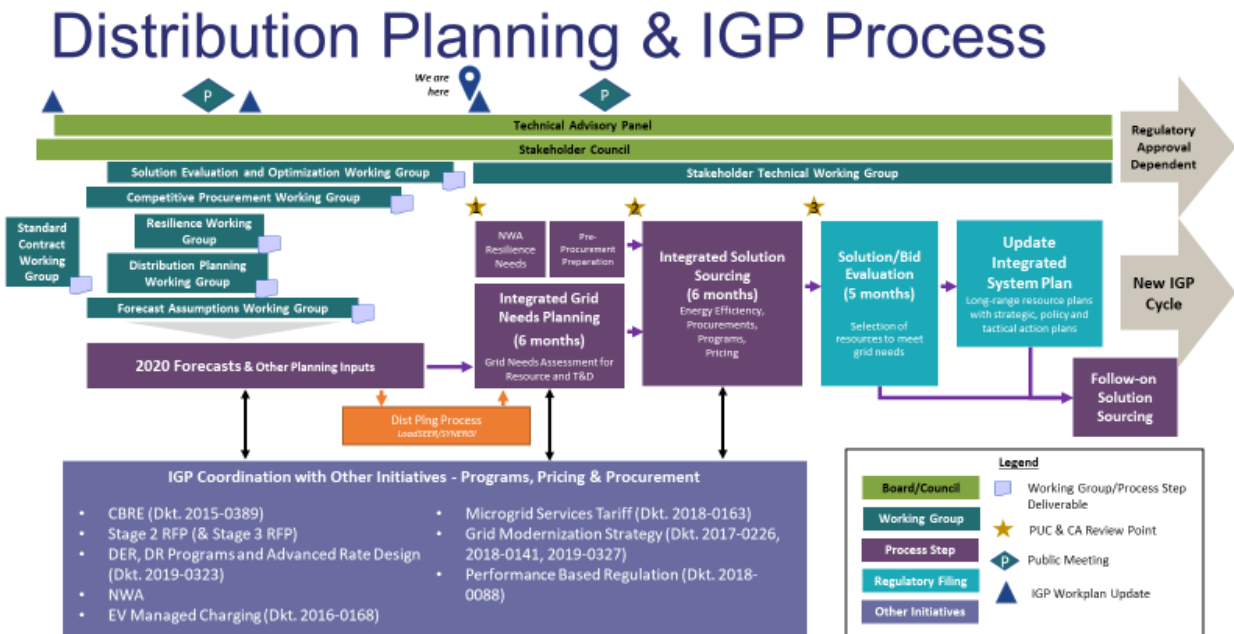 Distribution Planning & IGP Process
We are
here
P
P
Technical Advisory Panel
Stakeholder Council
Regulatory
Approval
Dependent
Solution Evaluation and Optimization Working Group
Stakeholder Technical Working Group
Competitive Procurement Working Group
Standard
Contract
Working
Group
Resilience Working
Group
Distribution Planning
Working Group
Forecast Assumptions Working Group
1
2
3
NWA
Resilience
Needs
Pre-
Procurement
Preparation
Integrated Grid
Needs Planning
(6 months)
Grid Needs Assessment for
Resource and T&D
Integrated Solution
Sourcing
(6 months)
Energy Efficiency,
Procurements,
Programs,
Pricing
Solution/Bid
Evaluation
(5 months)
Selection of
resources to meet
grid needs
Update
Integrated
System Plan
Long-range resource plans
with strategic, policy and
tactical action plans
New IGP
Cycle
2020 Forecasts & Other Planning Inputs
Dist Plng Process
LoadSEER/SYNERGI
Follow-on
Solution
Sourcing
IGP Coordination with Other Initiatives - Programs, Pricing & Procurement
• CBRE (Dkt. 2015-0389)
• Stage 2 RFP (& Stage 3 RFP)
• DER, DR Programs and Advanced Rate Design
(Dkt. 2019-0323)
• NWA
• EV Managed Charging (Dkt. 2016-0168)
• Microgrid Services Tariff (Dkt. 2018-0163)
• Grid Modernization Strategy (Dkt. 2017-0226,
2018-0141, 2019-0327)
• Performance Based Regulation (Dkt. 2018-
0088)
Legend
Board/Council
Working Group
Process Step
Regulatory Filing
Other Initiatives
Working Group/Process Step
Deliverable
PUC & CA Review Point
P
Public Meeting
IGP Workplan Update